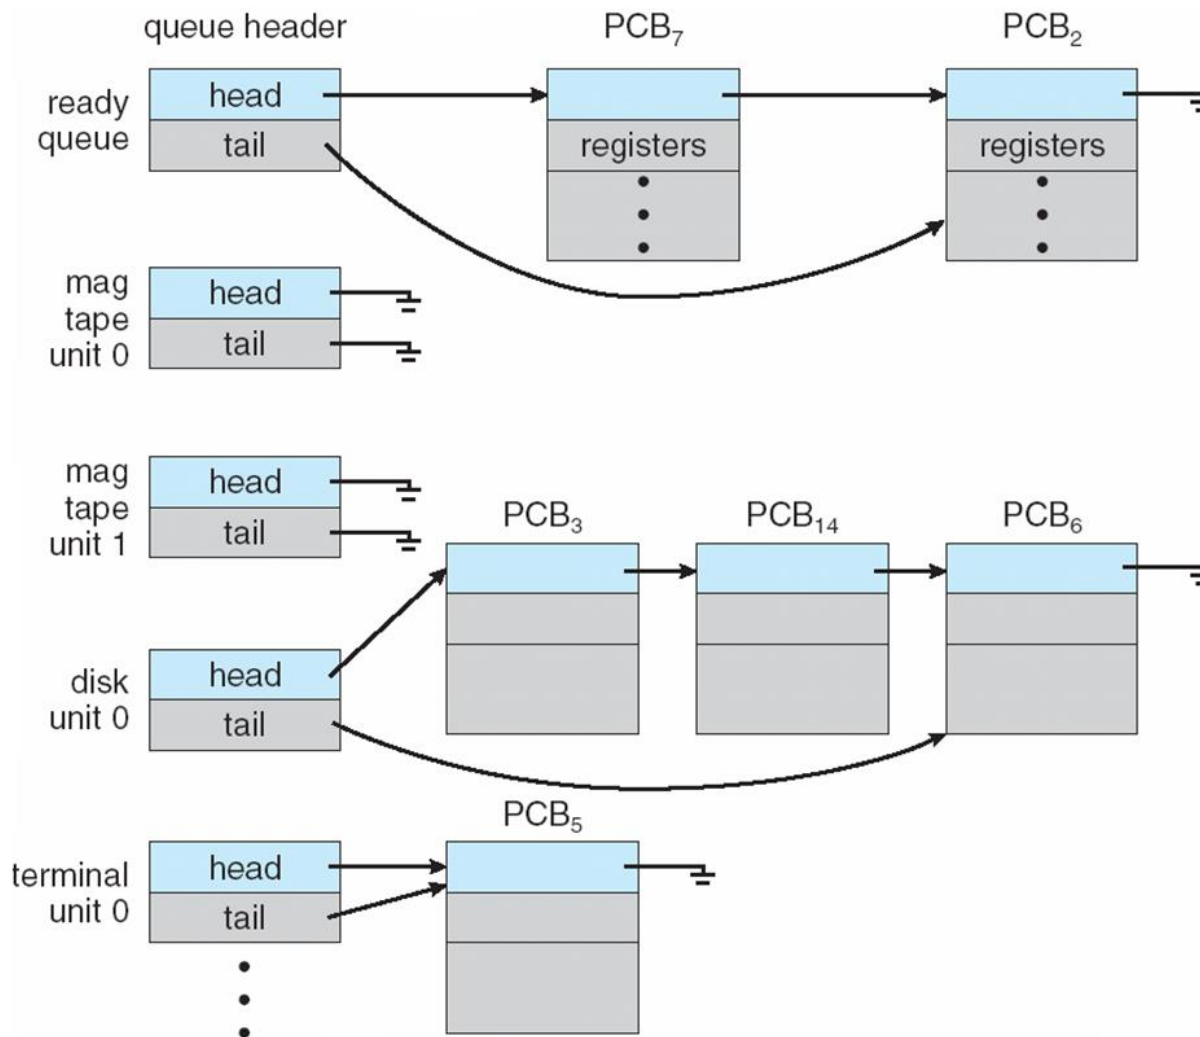 queue header
PCB₇
PCB₂
ready
queue
head
tail
registers
registers
mag
tape
unit 0
head
tail
mag
tape
unit 1
head
tail
PCB₃
PCB₁₄
PCB₆
disk
unit 0
head
tail
PCB₅
terminal
unit 0
head
tail